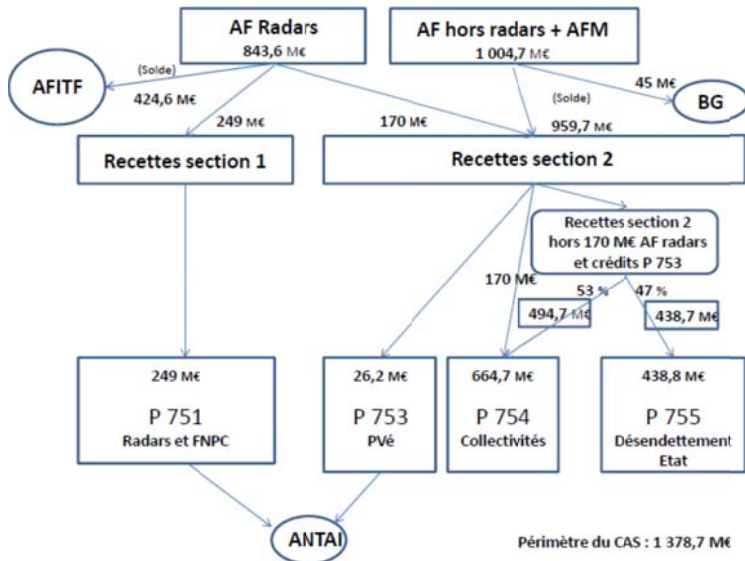 AF Radars
843,6 M€
AF hors radars + AFM
1 004,7 M€
AFITF
(Solde)
424,6 M€
249 M€
170 M€
(Solde)
959,7 M€
45 M€
BG
Recettes section 1
Recettes section 2
Recettes section 2
hors 170 M€ AF radars
et crédits P 753
170 M€
53 %
47 %
494,7 M€
438,7 M€
249 M€
P 751
Radars et FNPC
26,2 M€
P 753
PVé
664,7 M€
P 754
Collectivités
438,8 M€
P 755
Désendettement
Etat
ANTAI
Périmètre du CAS : 1 378,7 M€